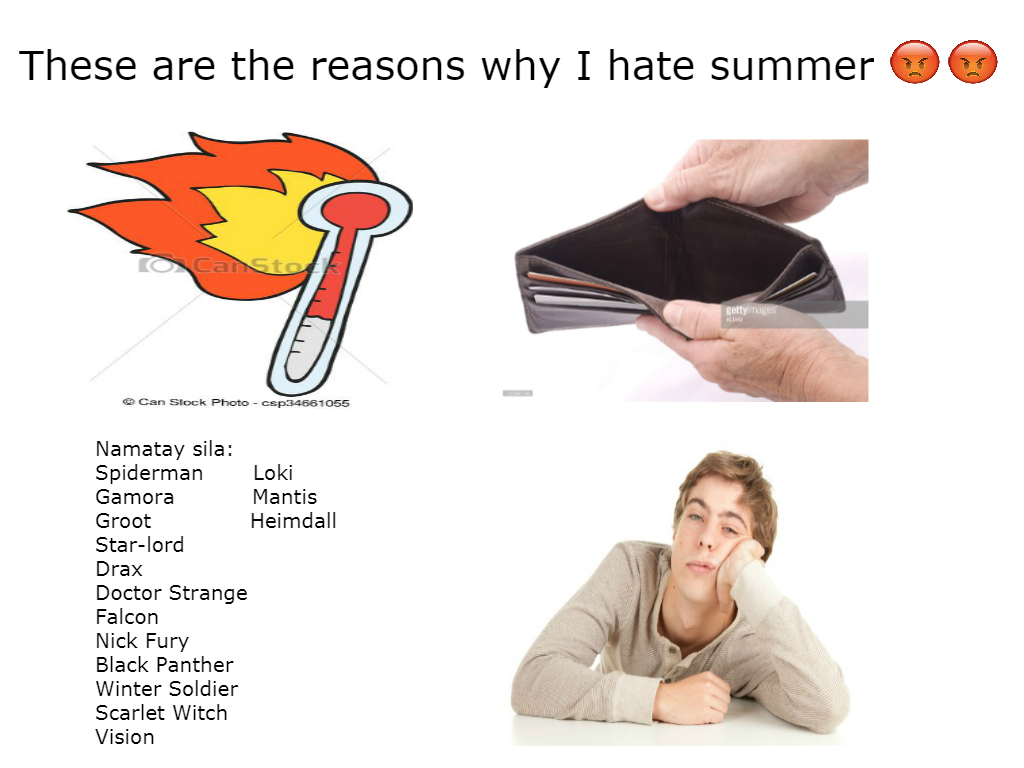 These are the reasons why I hate summer 😡😡
CanStock
© Can Stock Photo - csp34661055
gettyimages
Namatay sila:
Spiderman Loki
Gamora Mantis
Groot Heimdall
Star-lord
Drax
Doctor Strange
Falcon
Nick Fury
Black Panther
Winter Soldier
Scarlet Witch
Vision